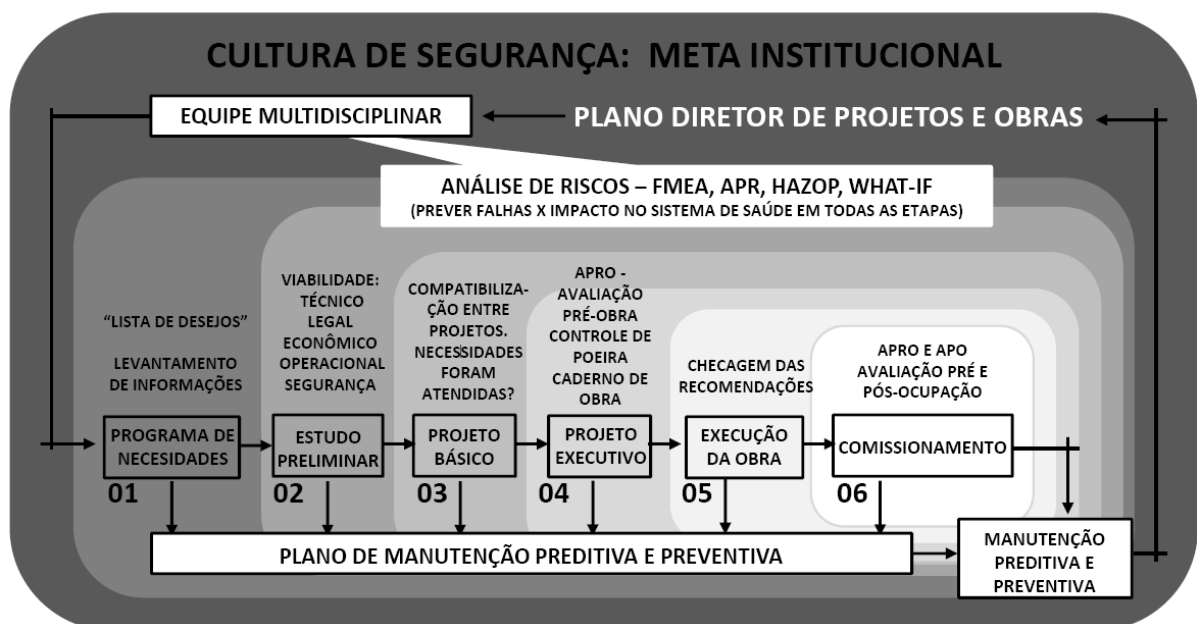 CULTURA DE SEGURANÇA: META INSTITUCIONAL
EQUIPE MULTIDISCIPLINAR
PLANO DIRETOR DE PROJETOS E OBRAS
ANÁLISE DE RISCOS – FMEA, APR, HAZOP, WHAT-IF
(PREVER FALHAS X IMPACTO NO SISTEMA DE SAÚDE EM TODAS AS ETAPAS)
“LISTA DE DESEJOS”
LEVANTAMENTO
DE INFORMAÇÕES
PROGRAMA DE
NECESSIDADES
01
VIABILIDADE:
TÉCNICO
LEGAL
ECONÔMICO
OPERACIONAL
SEGURANÇA
ESTUDO
PRELIMINAR
02
COMPATIBILIZA-
ÇÃO ENTRE
PROJETOS.
NECESSIDADES
FORAM
ATENDIDAS?
PROJETO
BÁSICO
03
APRO -
AVALIAÇÃO
PRÉ-OBRA
CONTROLE DE
POEIRA
CADERNO DE
OBRA
PROJETO
EXECUTIVO
04
CHECAGEM DAS
RECOMENDAÇÕES
EXECUÇÃO
DA OBRA
05
APRO E APO
AVALIAÇÃO PRÉ E
PÓS-OCUPAÇÃO
COMISSIONAMENTO
06
PLANO DE MANUTENÇÃO PREDITIVA E PREVENTIVA
MANUTENÇÃO
PREDITIVA E
PREVENTIVA